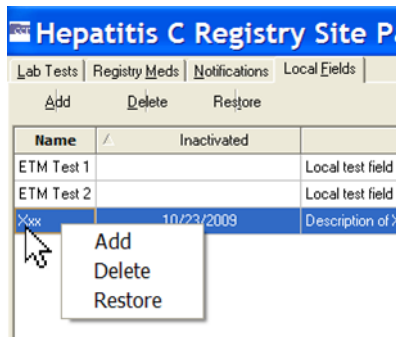 Hepatitis C Registry Site Pa
Lab Tests Registry Meds Notifications Local Fields
Add Delete Restore
Name Inactivated
ETM Test 1 Local test field
ETM Test 2 Local test field
Xxx 10/23/2009 Description of X
Add
Delete
Restore